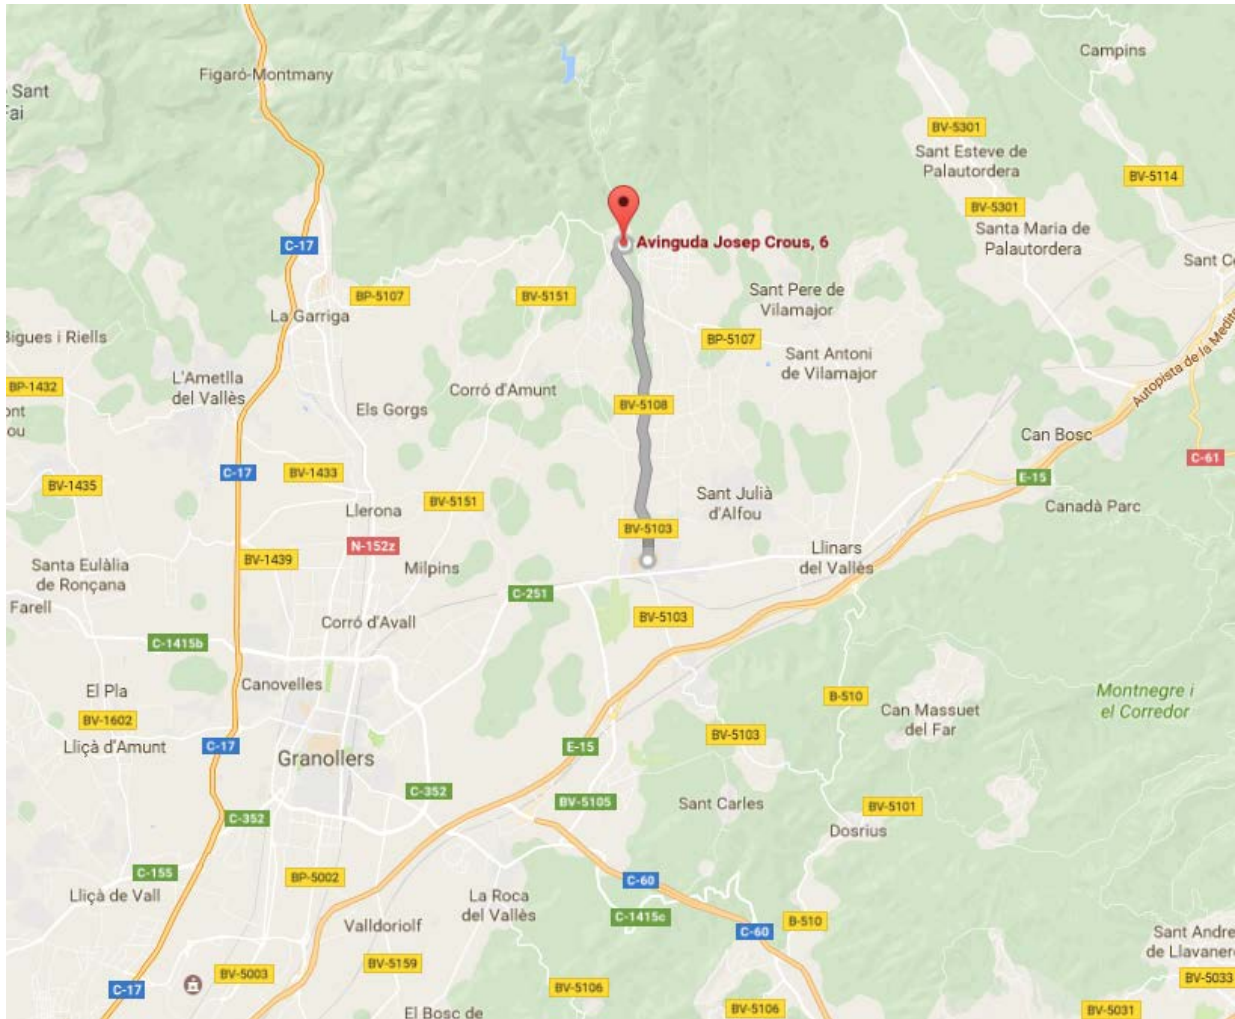 Campins
Figaró-Montmany
Sant
Fai
BV-5301
Sant Esteve de
Palautordera
BV-5114
BV-5301
Santa Maria de
Palautordera
C-17
Avinguda Josep Crous, 6
Sant Ce
BP-5107
BV-5151
Sant Pere de
Vilamajor
La Garriga
Bigues i Riells
BP-5107
Sant Antoni
de Vilamajor
Autopista de la Medite
L'Ametlla
del Vallès
BP-1432
Corró d'Amunt
ont
ou
Els Gorgs
BV-5108
Can Bosc
C-61
C-17
BV-1433
E-15
BV-1435
BV-5151
Sant Julià
d'Alfou
Canadà Parc
Llerona
BV-5103
N-152z
Llinars
del Vallès
BV-1439
Santa Eulàlia
de Ronçana
Milpins
C-251
Farell
BV-5103
Corró d'Avall
C-1415b
El Pla
Canovelles
B-510
Montnegre i
el Corredor
Can Massuet
del Far
BV-1602
Lliçà d'Amunt
C-17
E-15
BV-5103
Granollers
C-352
BV-5105
Sant Carles
BV-5101
C-352
Dosrius
C-155
BP-5002
C-60
Lliçà de Vall
La Roca
del Vallès
C-1415c
B-510
Valldoriolf
C-60
Sant Andre
de Llavanere
BV-5159
BV-5003
BV-5033
C-17
BV-5106
BV-5106
BV-5031
El Bosc de